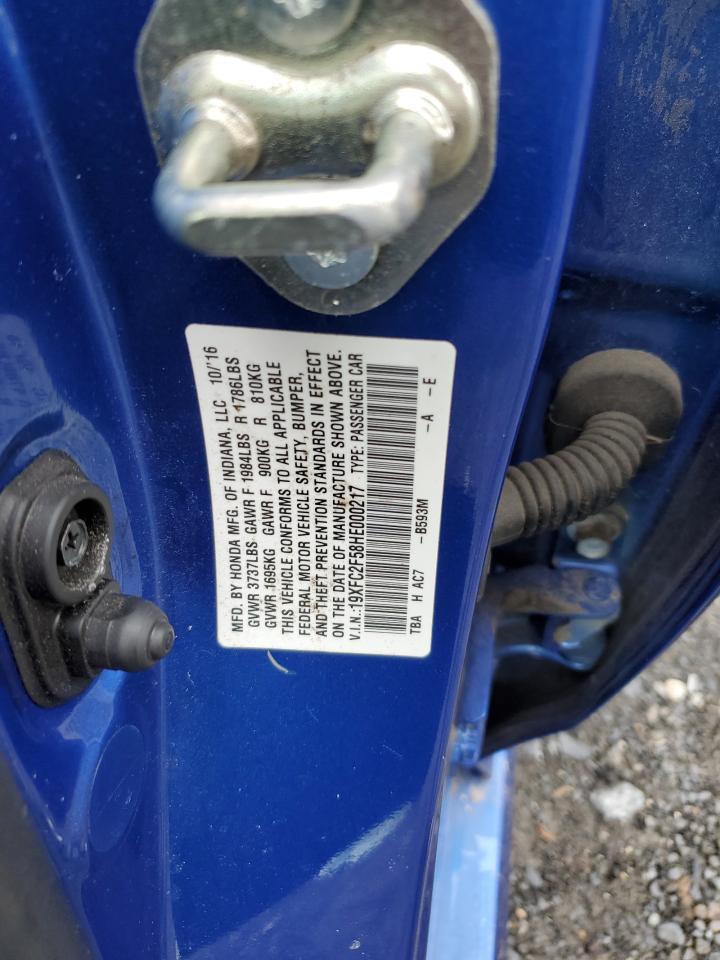 MFD. BY HONDA MFG. OF INDIANA, LLC 10/'16
GVWR 3737LBS GAWR F 1984LBS R 1786LBS
GVWR 1695KG GAWR F 900KG R 810KG
THIS VEHICLE CONFORMS TO ALL APPLICABLE
FEDERAL MOTOR VEHICLE SAFETY, BUMPER,
AND THEFT PREVENTION STANDARDS IN EFFECT
ON THE DATE OF MANUFACTURE SHOWN ABOVE.
V.I.N.:19XFC2F58HE000217 TYPE: PASSENGER CAR
TBA H AC7 -B593M -A -E